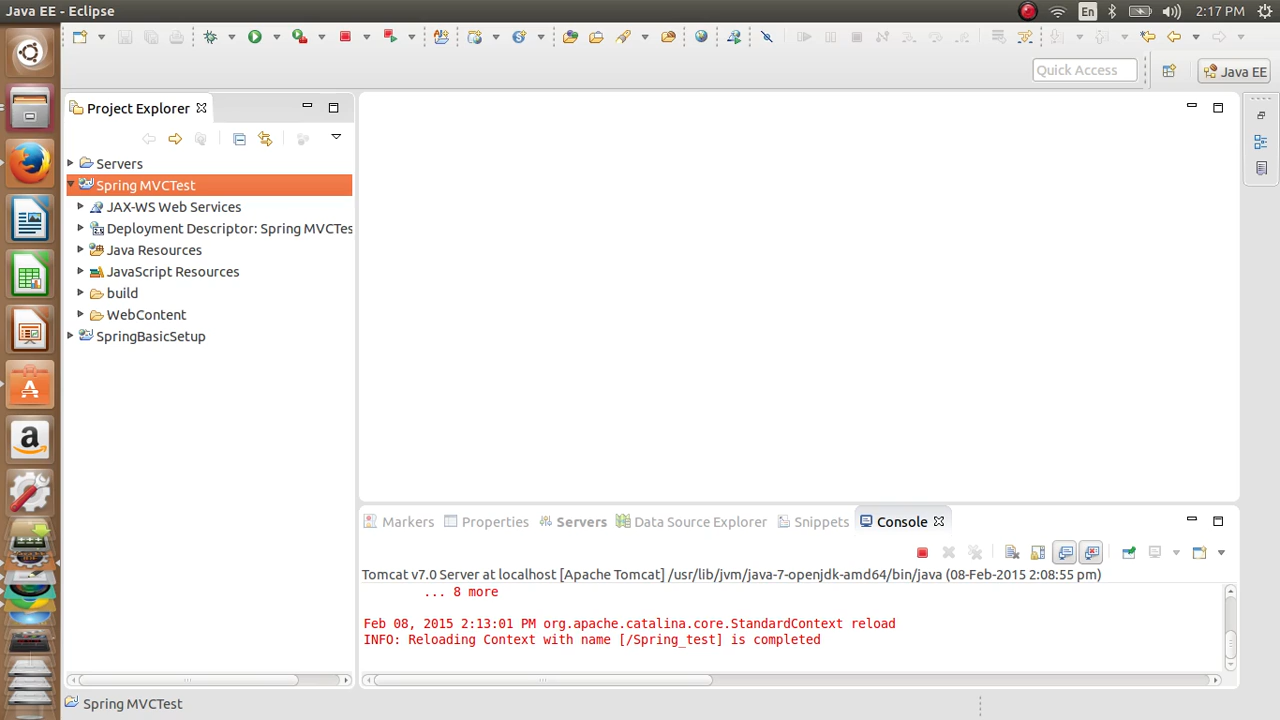 Java EE - Eclipse
En
2:17 PM
Quick Access
Java EE
Project Explorer
Servers
Spring MVCTest
JAX-WS Web Services
Deployment Descriptor: Spring MVCTes
Java Resources
JavaScript Resources
build
WebContent
SpringBasicSetup
Markers
Properties
Servers
Data Source Explorer
Snippets
Console
Tomcat v7.0 Server at localhost [Apache Tomcat] /usr/lib/jvm/java-7-openjdk-amd64/bin/java (08-Feb-2015 2:08:55 pm)
... 8 more
Feb 08, 2015 2:13:01 PM org.apache.catalina.core.StandardContext reload
INFO: Reloading Context with name [/Spring_test] is completed
Spring MVCTest